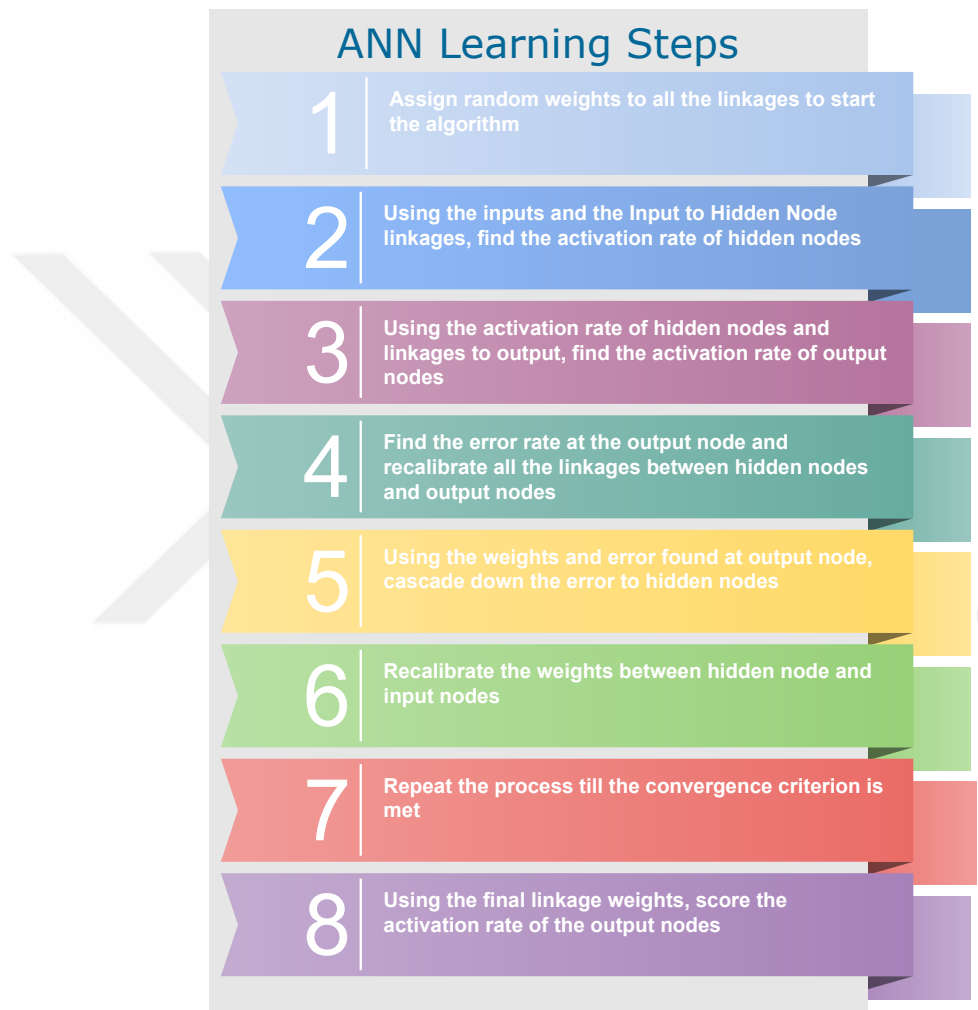 ANN Learning Steps
1
Assign random weights to all the linkages to start
the algorithm
2
Using the inputs and the Input to Hidden Node
linkages, find the activation rate of hidden nodes
3
Using the activation rate of hidden nodes and
linkages to output, find the activation rate of output
nodes
4
Find the error rate at the output node and
recalibrate all the linkages between hidden nodes
and output nodes
5
Using the weights and error found at output node,
cascade down the error to hidden nodes
6
Recalibrate the weights between hidden node and
input nodes
7
Repeat the process till the convergence criterion is
met
8
Using the final linkage weights, score the
activation rate of the output nodes